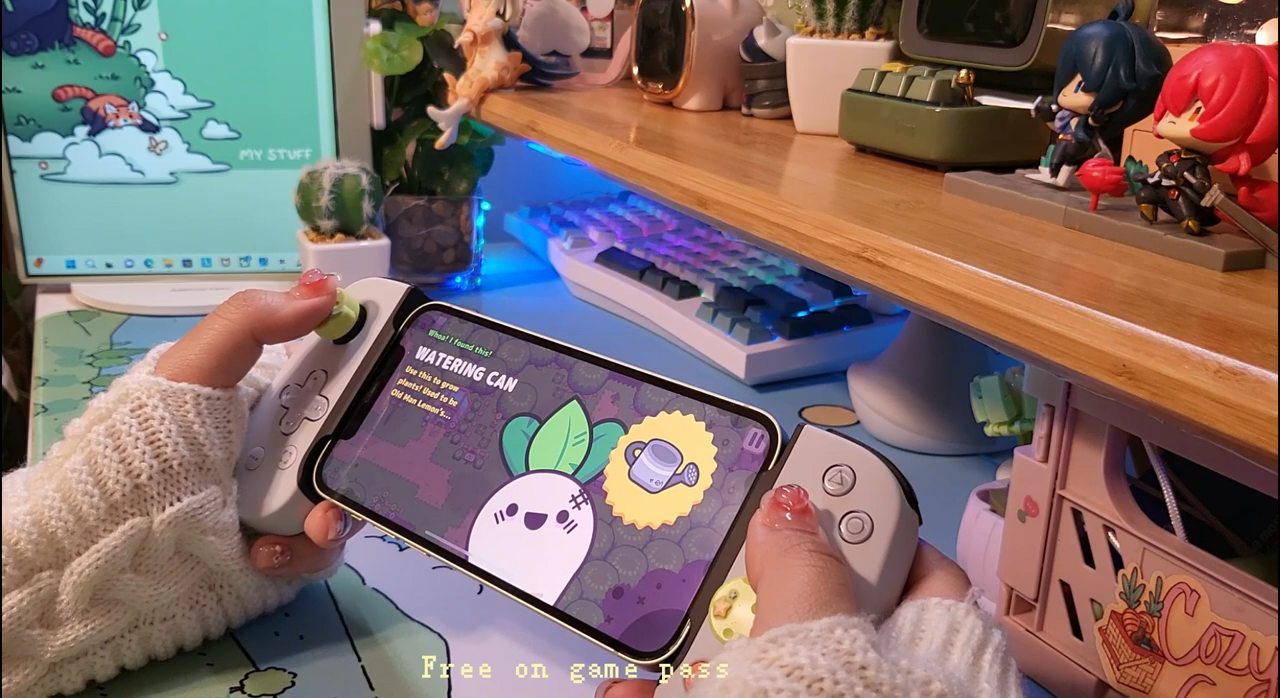 MY STUFF
Whoa! I found this!
WATERING CAN
Use this to grow
plants! Used to be
Old Man Lemon's...
Cozy
Free on game pass